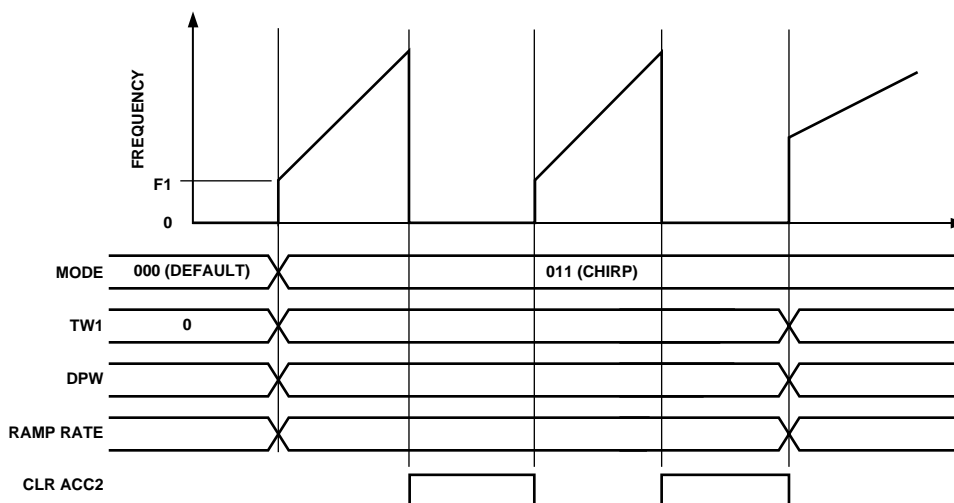 FREQUENCY
F1
0
MODE 000 (DEFAULT) 011 (CHIRP)
TW1 0
DPW
RAMP RATE
CLR ACC2